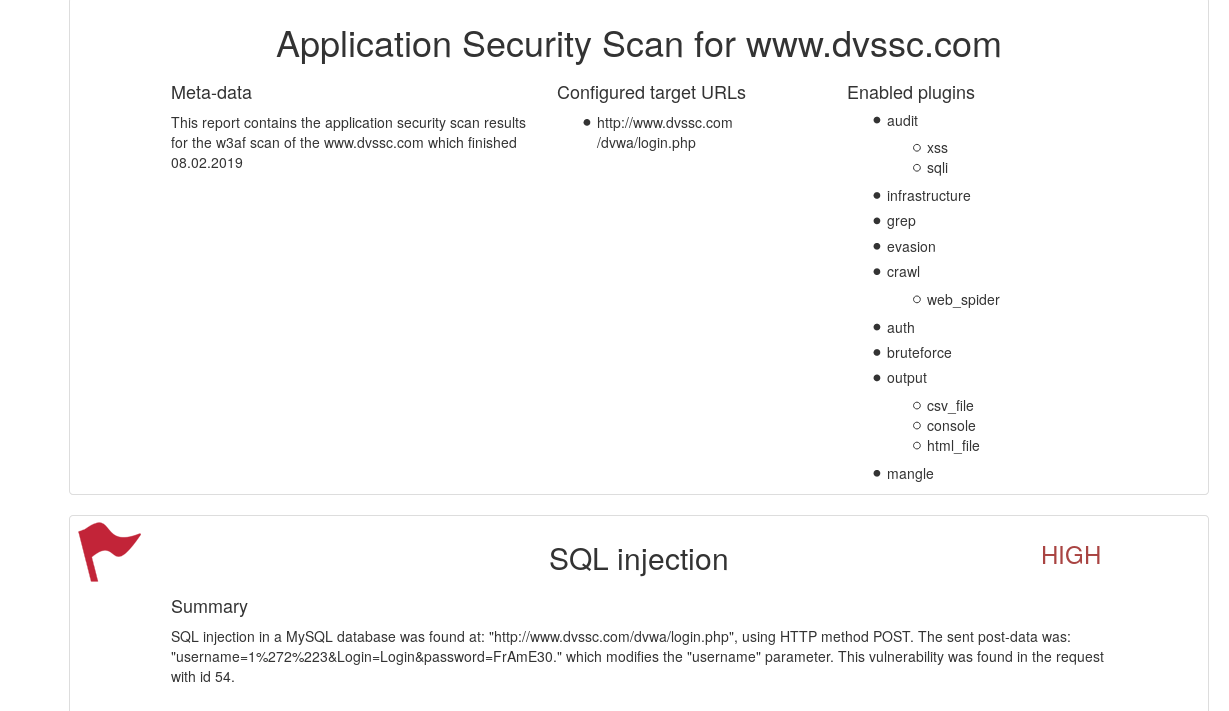 Application Security Scan for www.dvssc.com
Meta-data
This report contains the application security scan results
for the w3af scan of the www.dvssc.com which finished
08.02.2019
Configured target URLs
http://www.dvssc.com
/dvwa/login.php
Enabled plugins
audit
xss
sqli
infrastructure
grep
evasion
crawl
web_spider
auth
bruteforce
output
csv_file
console
html_file
mangle
SQL injection
HIGH
Summary
SQL injection in a MySQL database was found at: "http://www.dvssc.com/dvwa/login.php", using HTTP method POST. The sent post-data was:
"username=1%272%223&Login=Login&password=FrAmE30." which modifies the "username" parameter. This vulnerability was found in the request
with id 54.